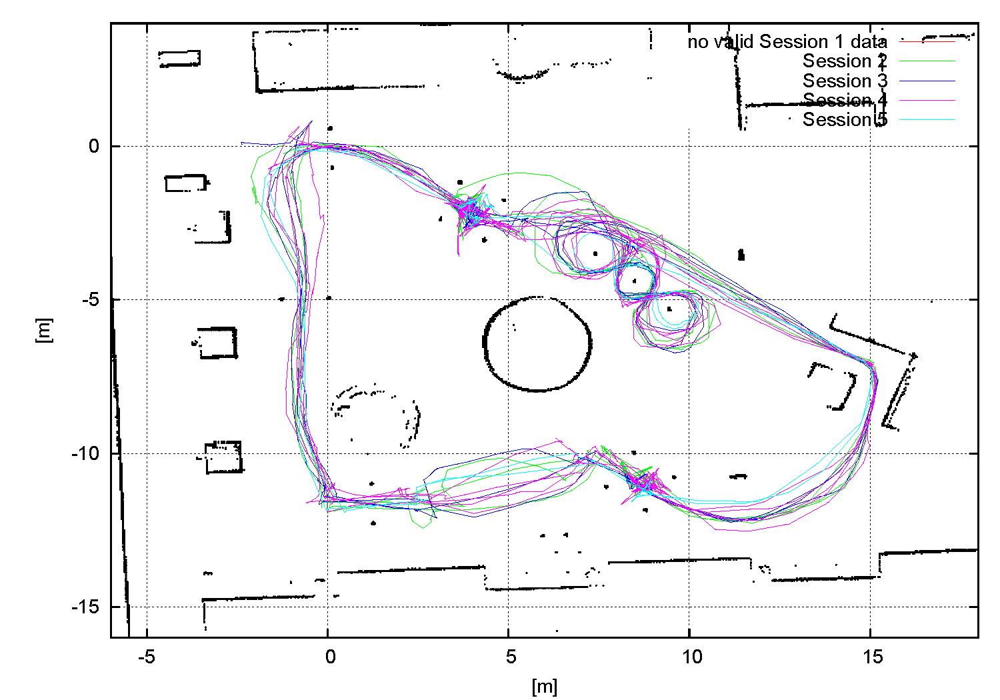 no valid Session 1 data
Session 2
Session 3
Session 4
Session 5
0
-5
-10
-15
[m]
-5 0 5 10 15
[m]